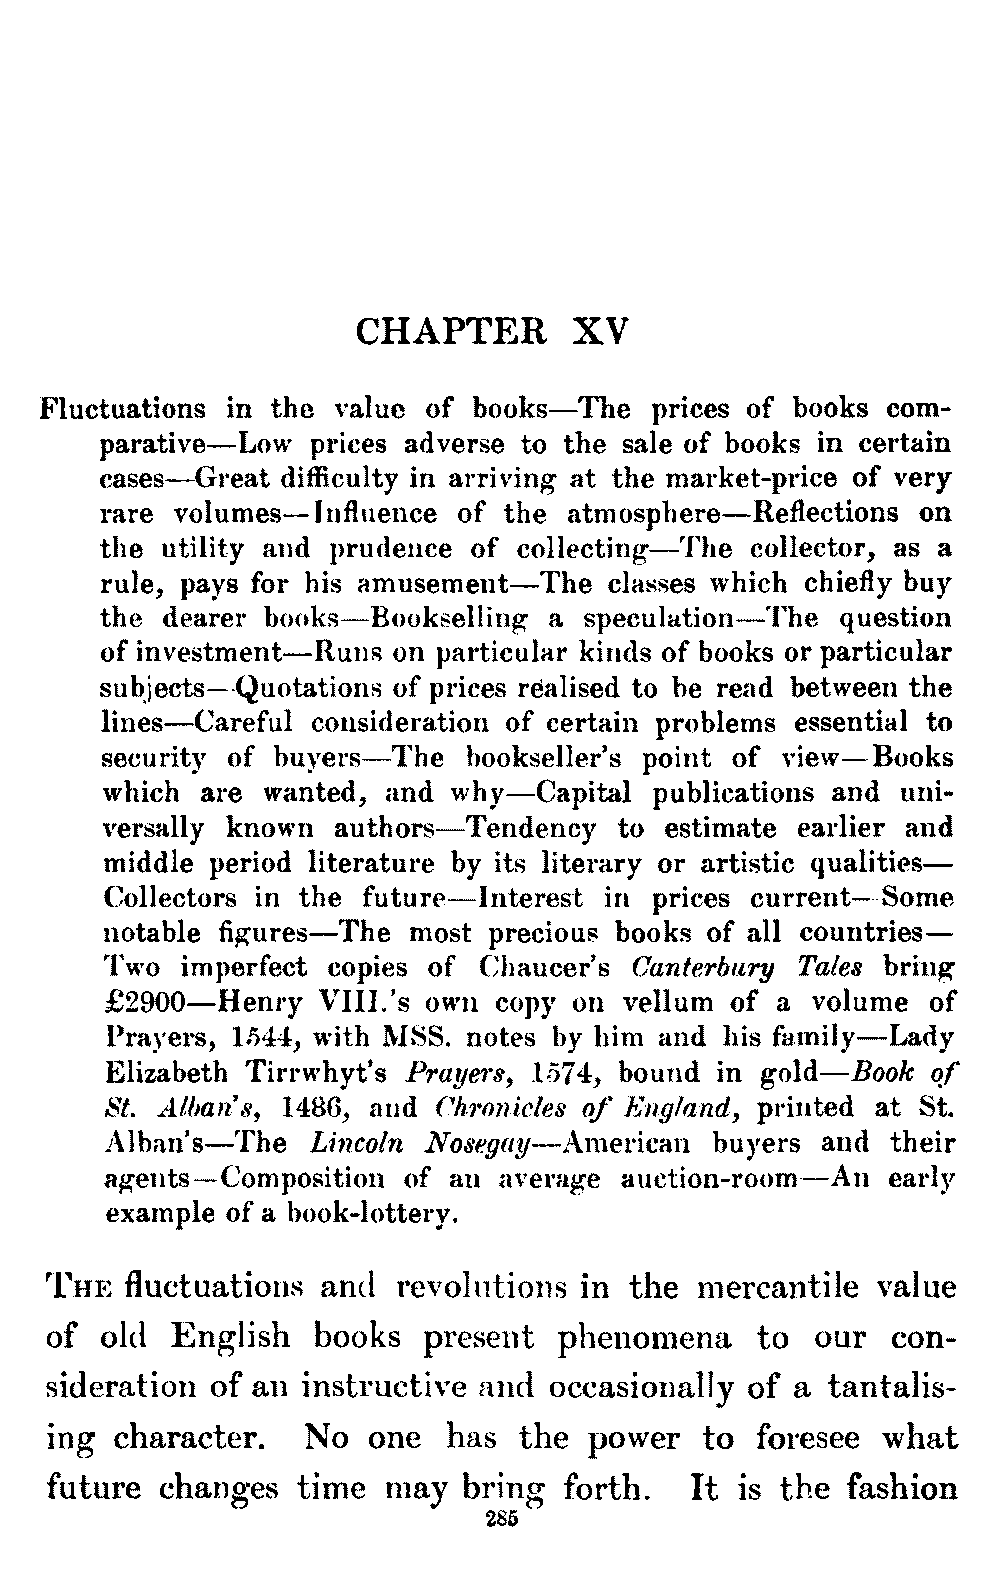 CHAPTER XV
Fluctuations in the value of books—The prices of books com-
parative—Low prices adverse to the sale of books in certain
cases—Great difficulty in arriving at the market-price of very
rare volumes—Influence of the atmosphere—Reflections on
the utility and prudence of collecting—The collector, as a
rule, pays for his amusement—The classes which chiefly buy
the dearer books—Bookselling a speculation—The question
of investment—Runs on particular kinds of books or particular
subjects—Quotations of prices realised to be read between the
lines—Careful consideration of certain problems essential to
security of buyers—The bookseller's point of view—Books
which are wanted, and why—Capital publications and uni-
versally known authors—Tendency to estimate earlier and
middle period literature by its literary or artistic qualities—
Collectors in the future—Interest in prices current—Some
notable figures—The most precious books of all countries—
Two imperfect copies of Chaucer's Canterbury Tales bring
£2900—Henry VIII.'s own copy on vellum of a volume of
Prayers, 1544, with MSS. notes by him and his family—Lady
Elizabeth Tirrwhyt's Prayers, 1574, bound in gold—Book of
St. Alban's, 1486, and Chronicles of England, printed at St.
Alban's—The Lincoln Nosegay—American buyers and their
agents—Composition of an average auction-room—An early
example of a book-lottery.
THE fluctuations and revolutions in the mercantile value
of old English books present phenomena to our con-
sideration of an instructive and occasionally of a tantalis-
ing character. No one has the power to foresee what
future changes time may bring forth. It is the fashion
285